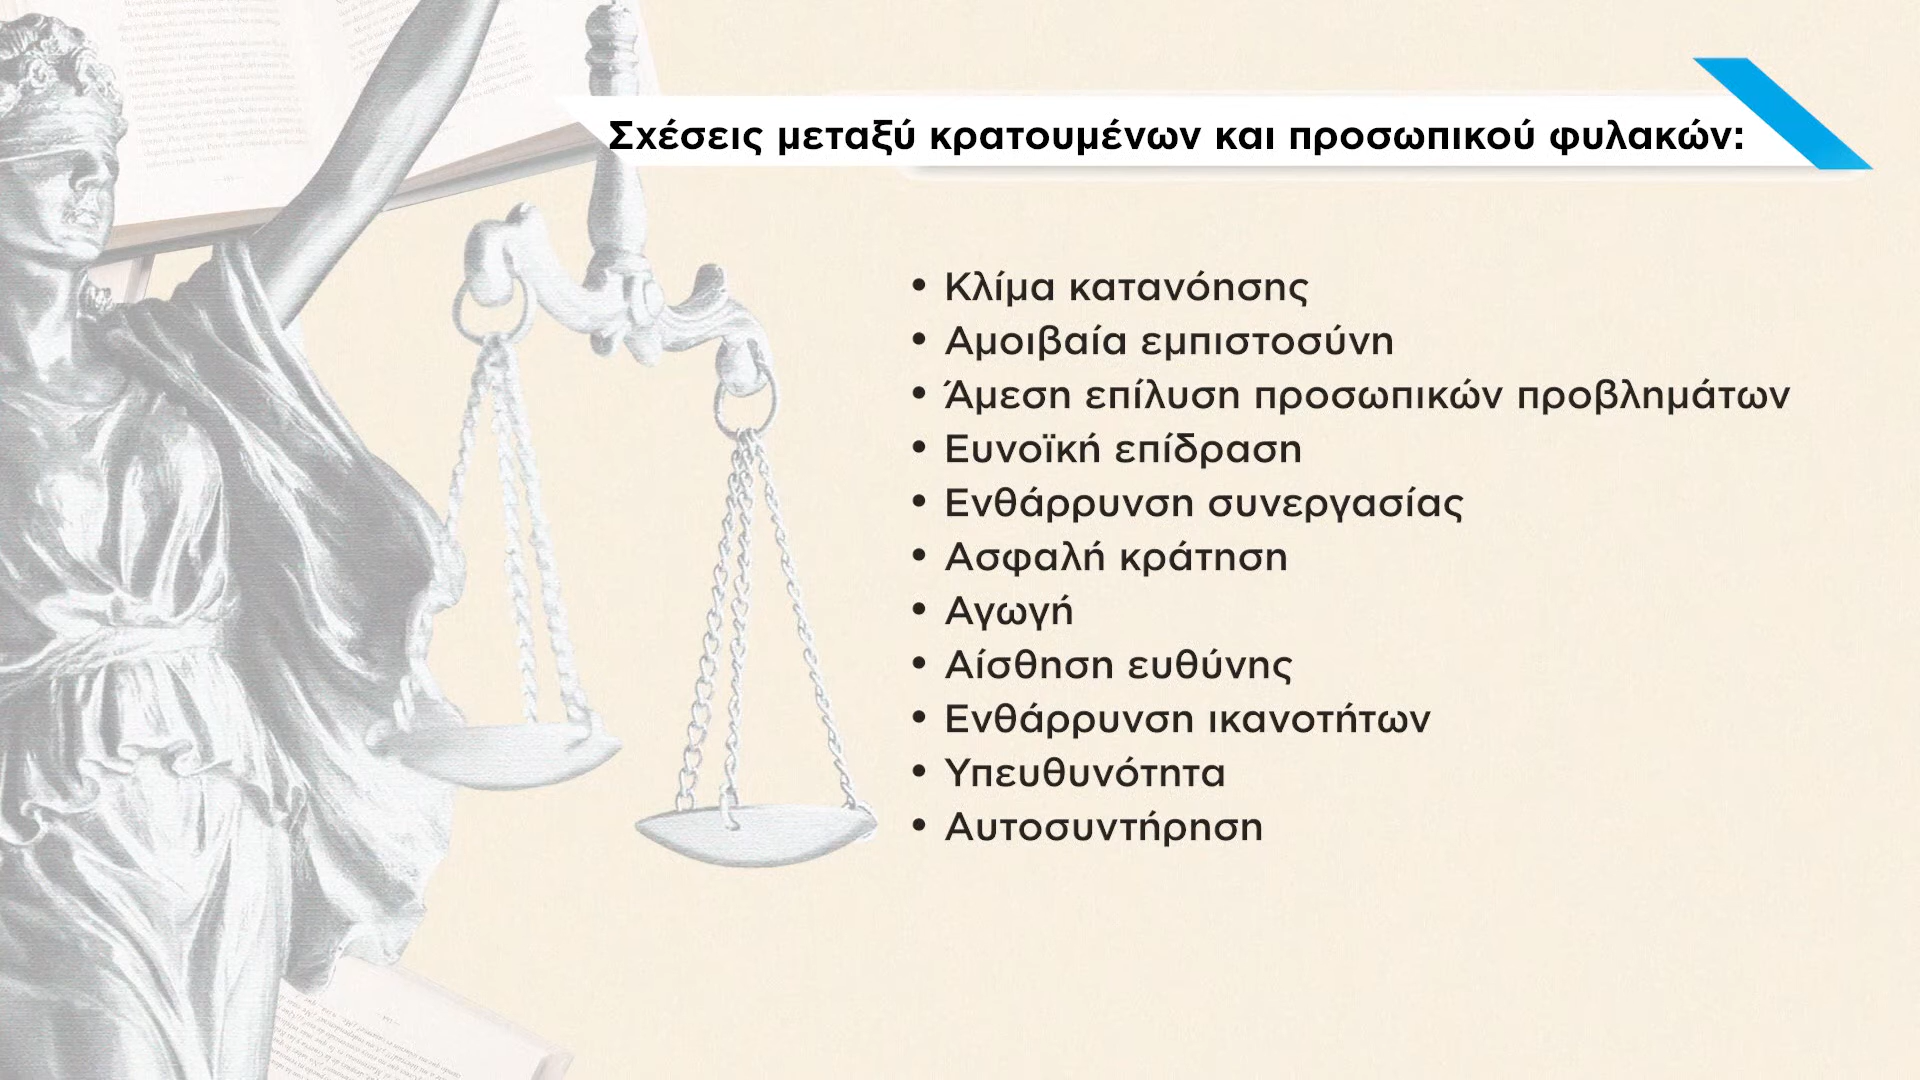 Σχέσεις μεταξύ κρατουμένων και προσωπικού φυλακών:
• Κλίμα κατανόησης
• Αμοιβαία εμπιστοσύνη
• Άμεση επίλυση προσωπικών προβλημάτων
• Ευνοϊκή επίδραση
• Ενθάρρυνση συνεργασίας
• Ασφαλή κράτηση
• Αγωγή
• Αίσθηση ευθύνης
• Ενθάρρυνση ικανοτήτων
• Υπευθυνότητα
• Αυτοσυντήρηση